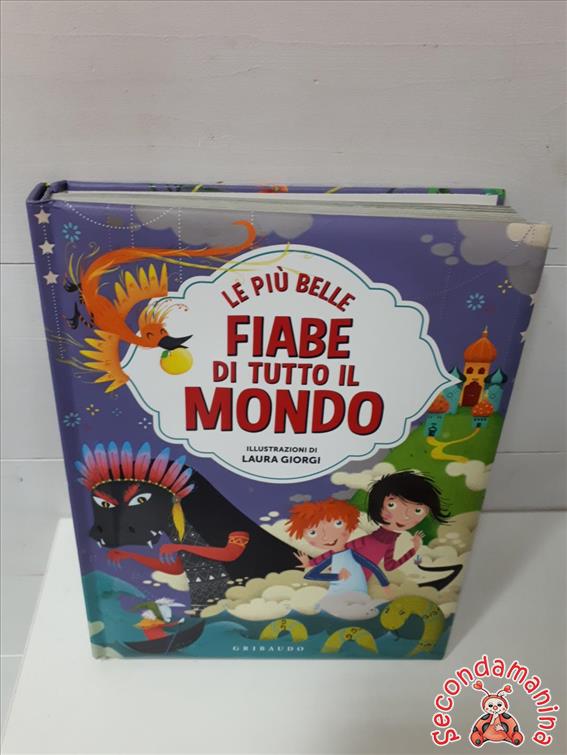 LE PIÙ BELLE
FIABE
DI TUTTO IL
MONDO
ILLUSTRAZIONI DI
LAURA GIORGI
GRIBAUDO
Secondamanina